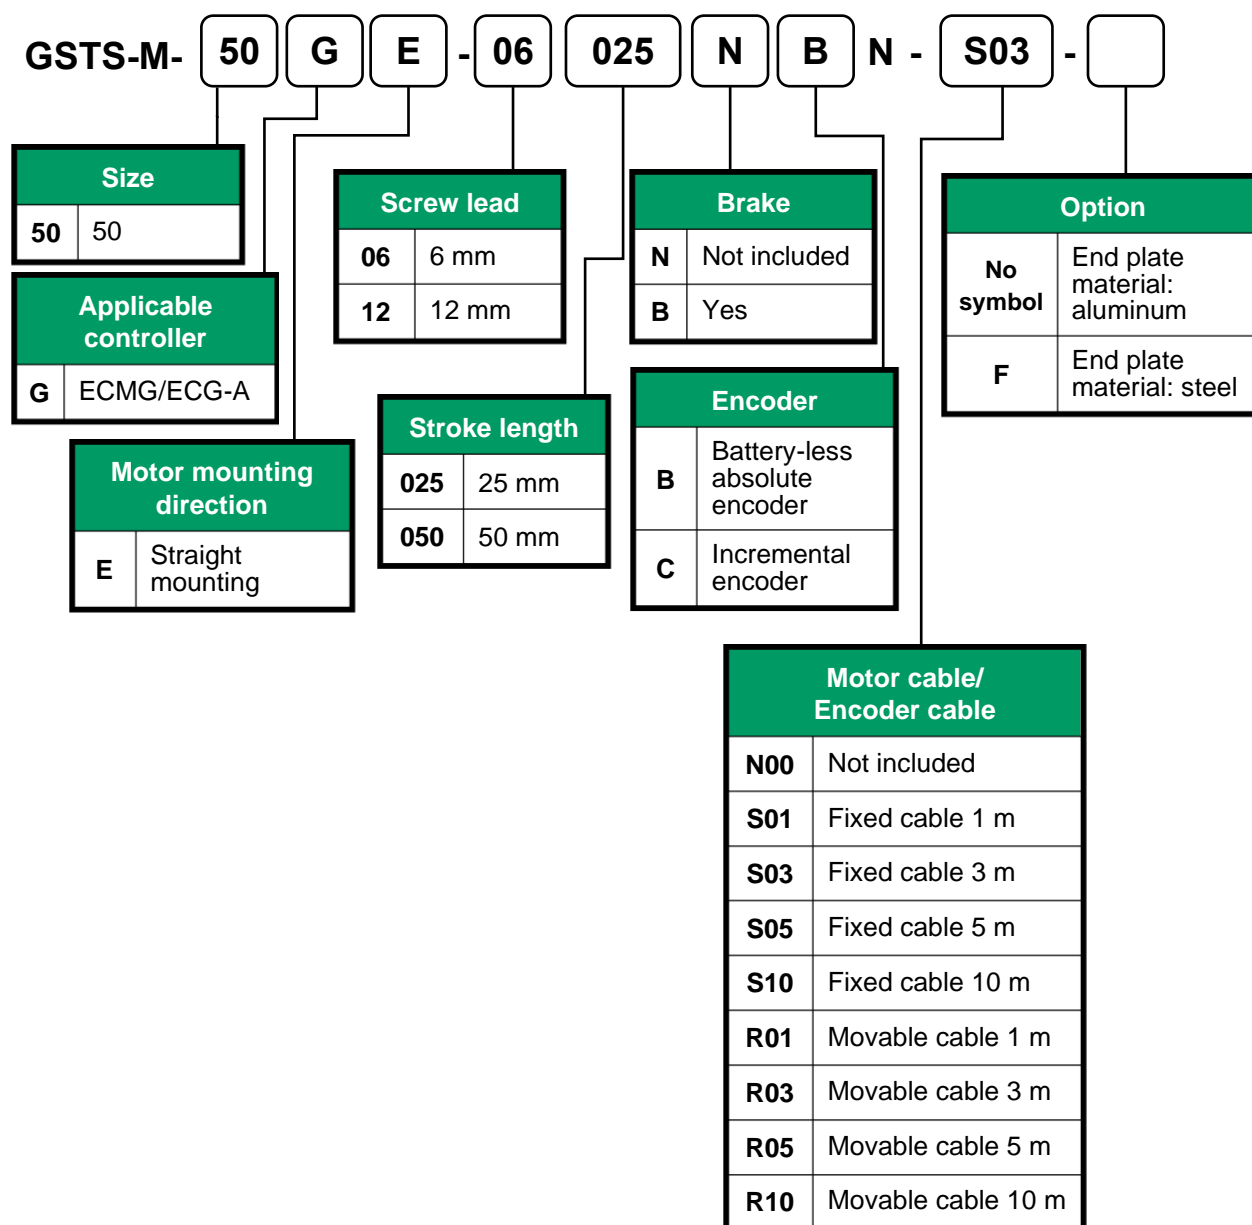 GSTS-M- 50 G E - 06 025 N B N - S03 -
Size
50 50
Applicable
controller
G ECMG/ECG-A
Motor mounting
direction
E Straight
mounting
Screw lead
06 6 mm
12 12 mm
Stroke length
025 25 mm
050 50 mm
Brake
N Not included
B Yes
Encoder
B Battery-less
absolute
encoder
C Incremental
encoder
Motor cable/
Encoder cable
N00 Not included
S01 Fixed cable 1 m
S03 Fixed cable 3 m
S05 Fixed cable 5 m
S10 Fixed cable 10 m
R01 Movable cable 1 m
R03 Movable cable 3 m
R05 Movable cable 5 m
R10 Movable cable 10 m
Option
No
symbol
End plate
material:
aluminum
F End plate
material: steel